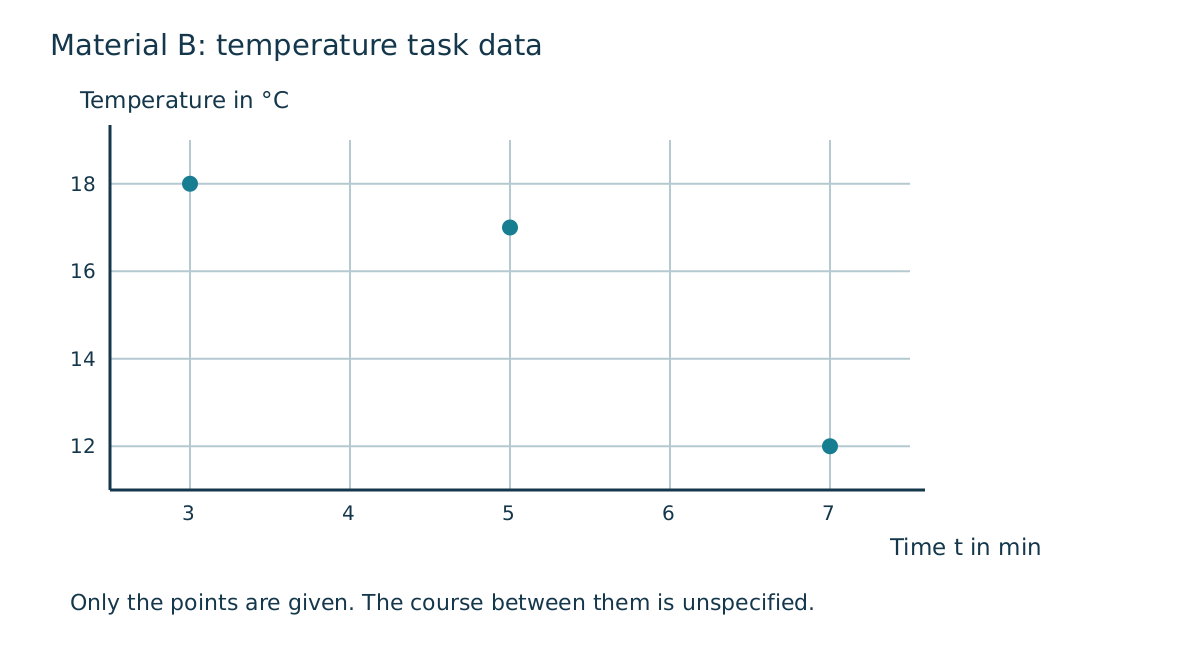 Material B: temperature task data
Temperature in °C
18
16
14
12
3 4 5 6 7
Time t in min
Only the points are given. The course between them is unspecified.